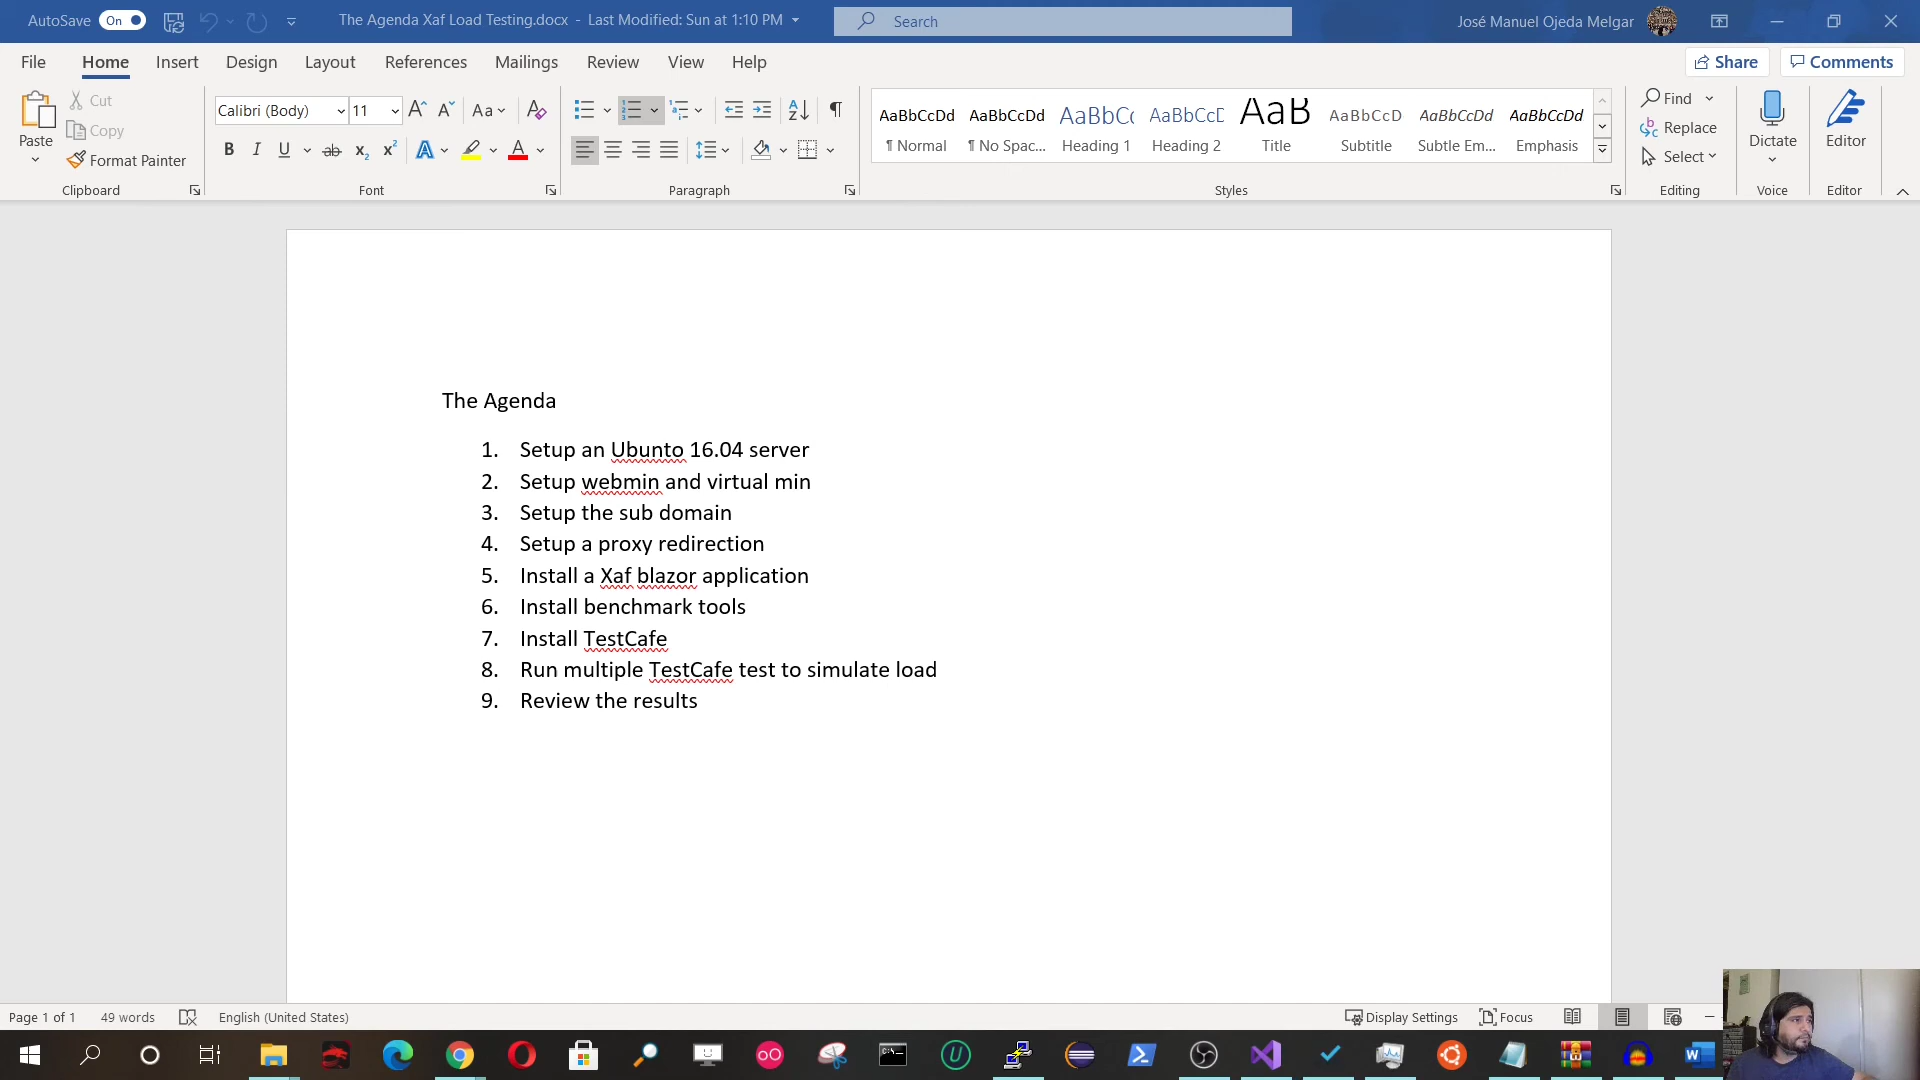 AutoSave On The Agenda Xaf Load Testing.docx - Last Modified: Sun at 1:10 PM Search José Manuel Ojeda Melgar
File Home Insert Design Layout References Mailings Review View Help Share Comments
Paste Cut Copy Format Painter Clipboard
Calibri (Body) 11 Aa Font
Paragraph
AaBbCcDd AaBbCcDd AaBbCc AaBbCcD AaB AaBbCcD AaBbCcDd AaBbCcDd
¶ Normal ¶ No Spac... Heading 1 Heading 2 Title Subtitle Subtle Em... Emphasis
Styles
Find Replace Select Editing
Dictate Voice
Editor Editor
The Agenda
1. Setup an Ubunto 16.04 server
2. Setup webmin and virtual min
3. Setup the sub domain
4. Setup a proxy redirection
5. Install a Xaf blazor application
6. Install benchmark tools
7. Install TestCafe
8. Run multiple TestCafe test to simulate load
9. Review the results
Page 1 of 1 49 words English (United States) Display Settings Focus